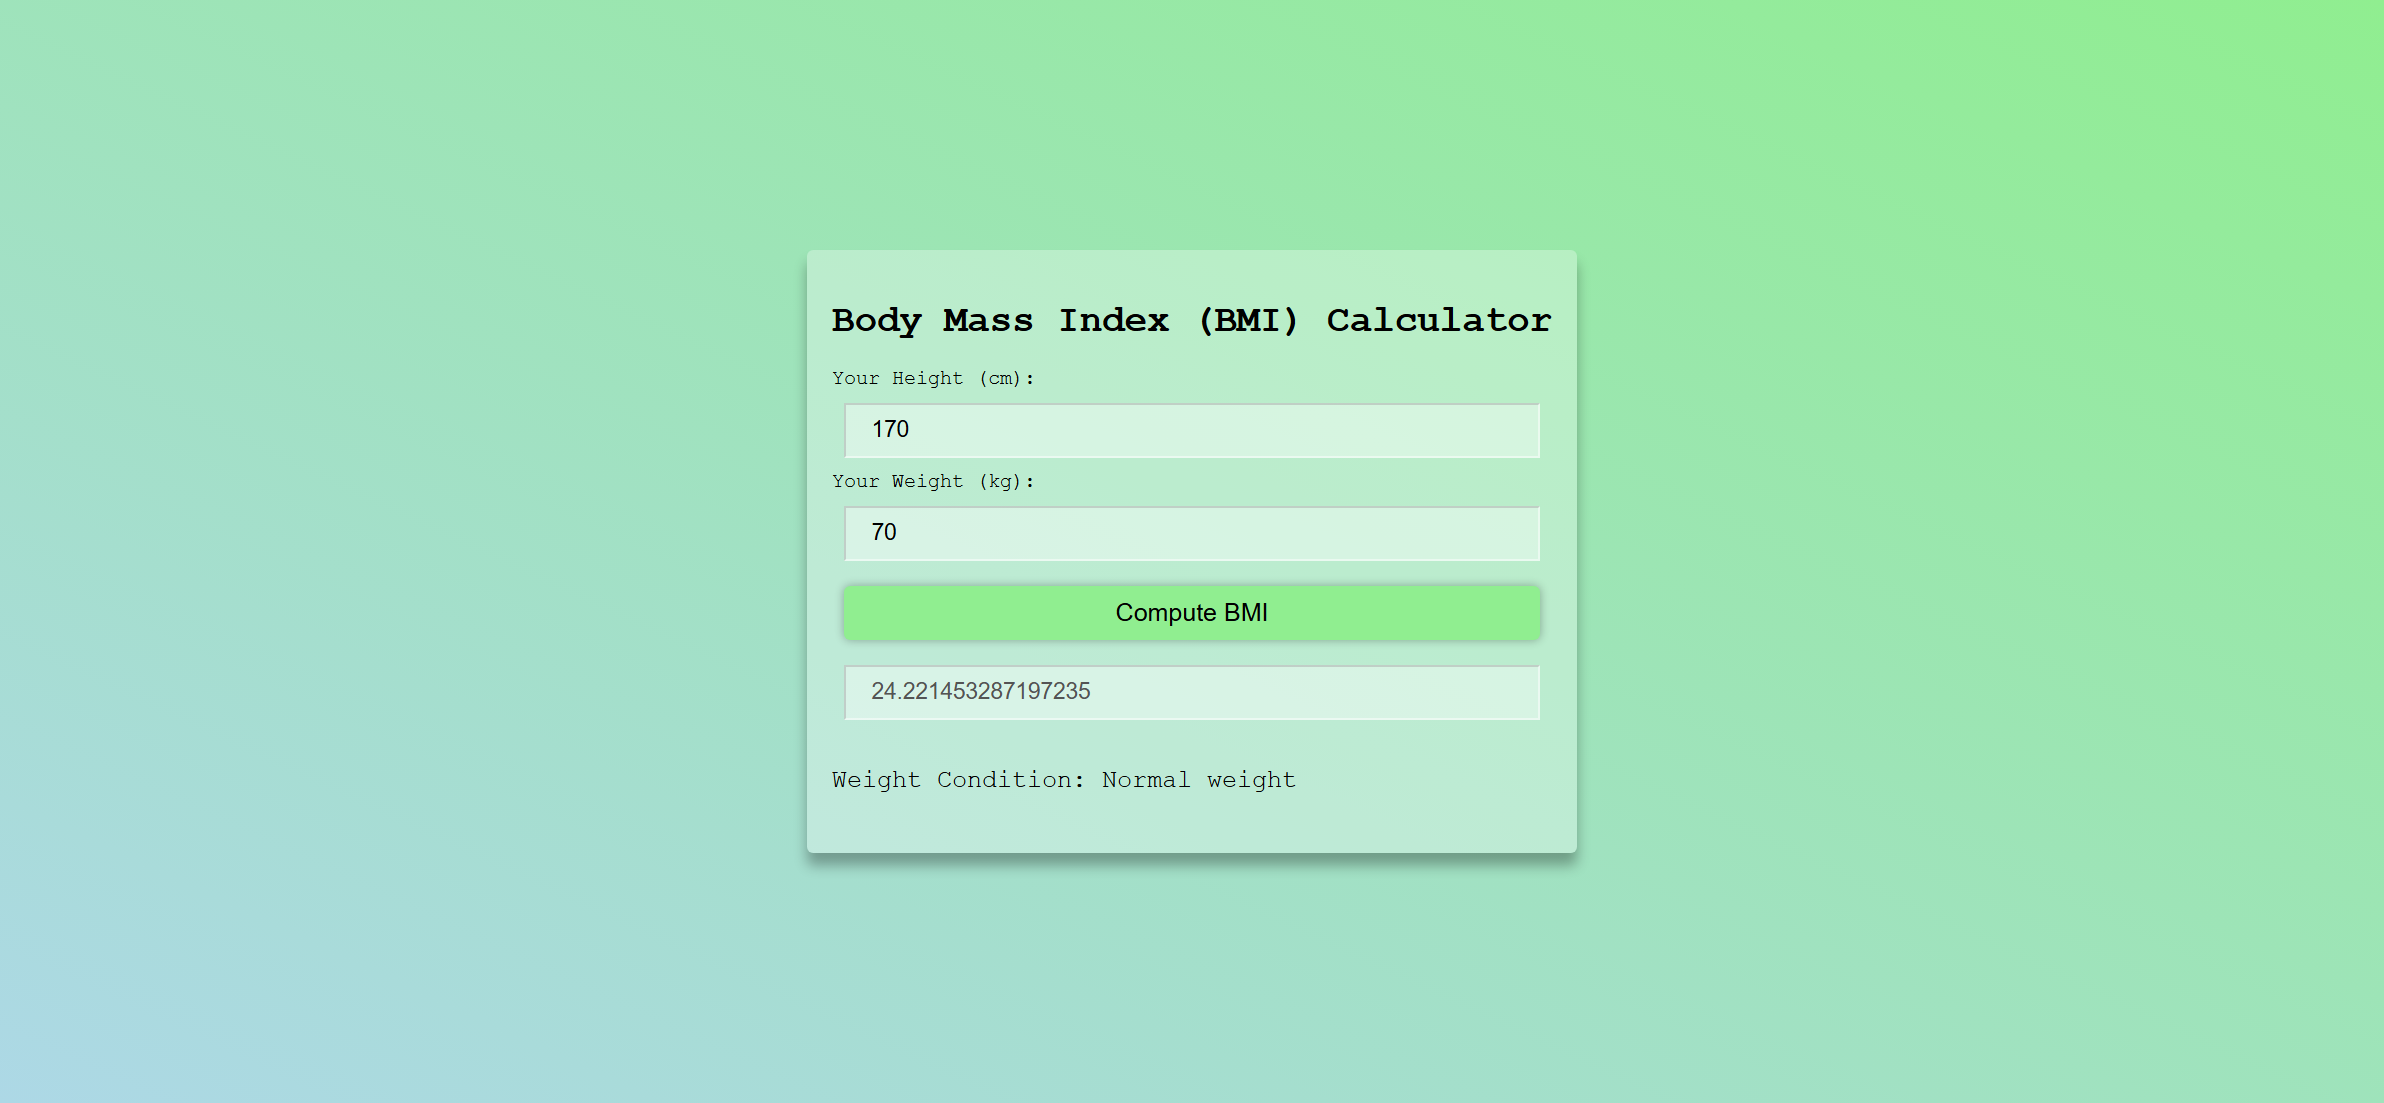 Body Mass Index (BMI) Calculator
Your Height (cm):
170
Your Weight (kg):
70
Compute BMI
24.221453287197235
Weight Condition: Normal weight